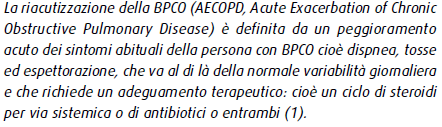 La riacutizzazione della BPCO (AECOPD, Acute Exacerbation of Chronic
Obstructive Pulmonary Disease) è definita da un peggioramento
acuto dei sintomi abituali della persona con BPCO cioè dispnea, tosse
ed espettorazione, che va al di là della normale variabilità giornaliera
e che richiede un adeguamento terapeutico: cioè un ciclo di steroidi
per via sistemica o di antibiotici o entrambi (1).